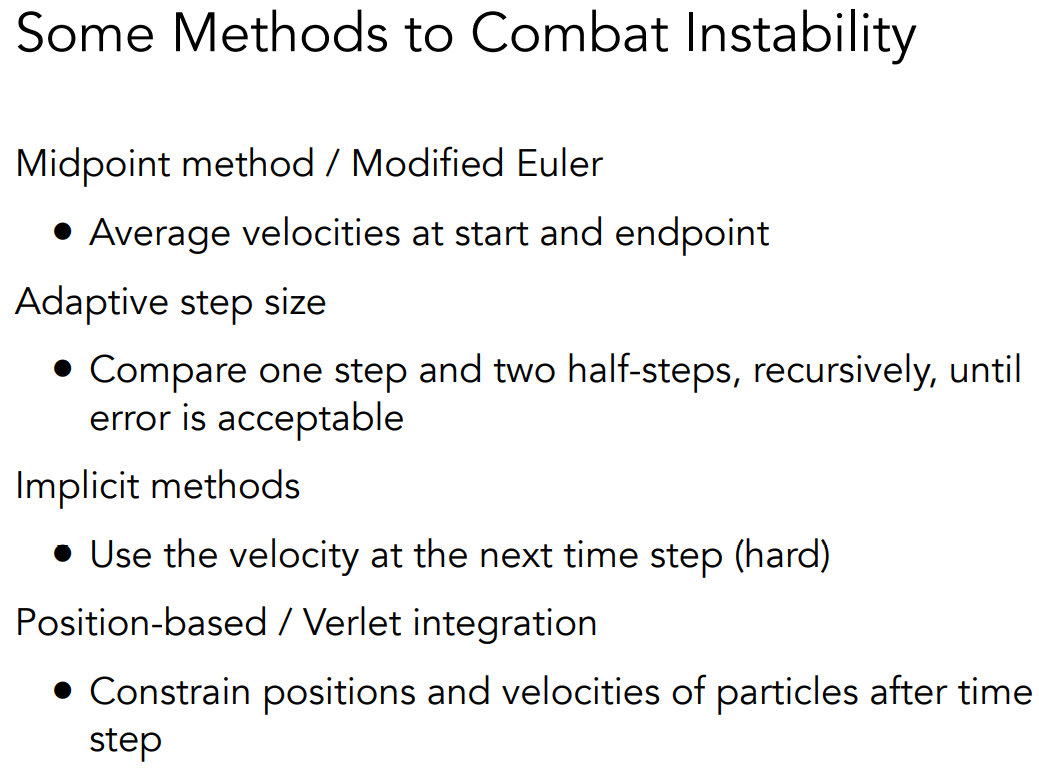 Some Methods to Combat Instability
Midpoint method / Modified Euler
• Average velocities at start and endpoint
Adaptive step size
• Compare one step and two half-steps, recursively, until
error is acceptable
Implicit methods
• Use the velocity at the next time step (hard)
Position-based / Verlet integration
• Constrain positions and velocities of particles after time
step